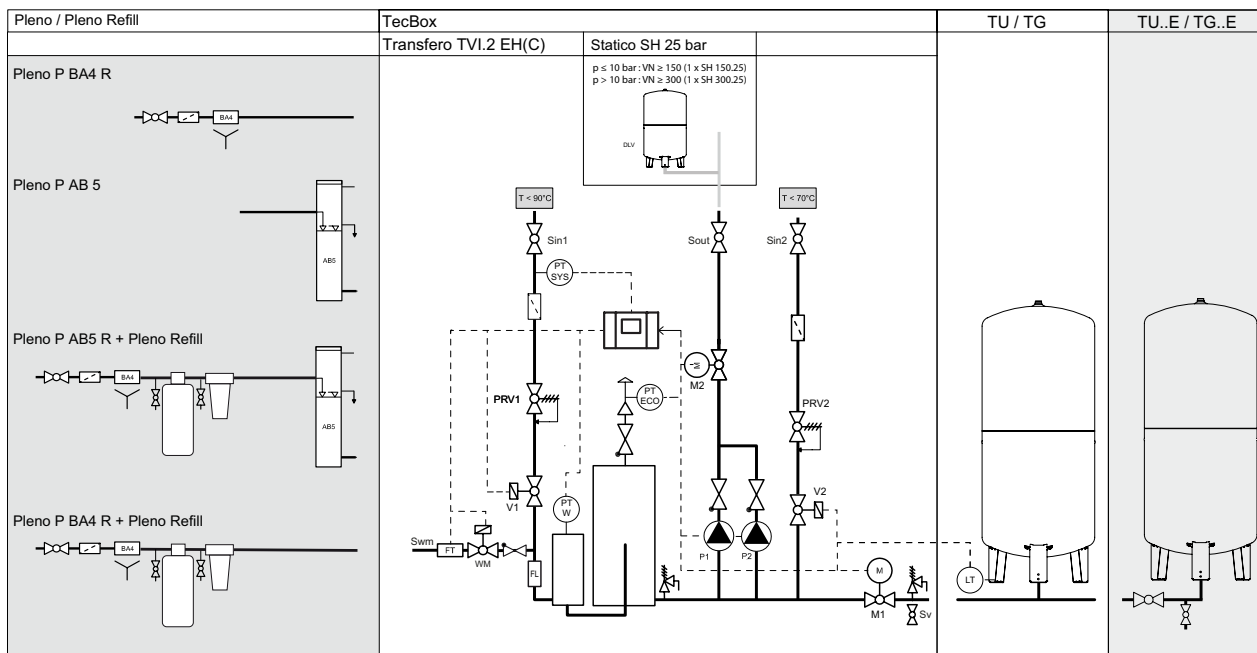 Pleno / Pleno Refill
TecBox
TU / TG
TU..E / TG..E
Transfero TVI.2 EH(C)
Statico SH 25 bar
p ≤ 10 bar : VN ≥ 150 (1 x SH 150.25)
p > 10 bar : VN ≥ 300 (1 x SH 300.25)
DLV
Pleno P BA4 R
BA4
Pleno P AB 5
AB5
Pleno P AB5 R + Pleno Refill
BA4
AB5
Pleno P BA4 R + Pleno Refill
BA4
T < 90°C
T < 70°C
Sin1
Sout
Sin2
PT
SYS
M
M2
PT
ECO
PRV1
PRV2
V1
PT
W
V2
Swm
FT
WM
FL
P1
P2
M
M1
Sv
LT